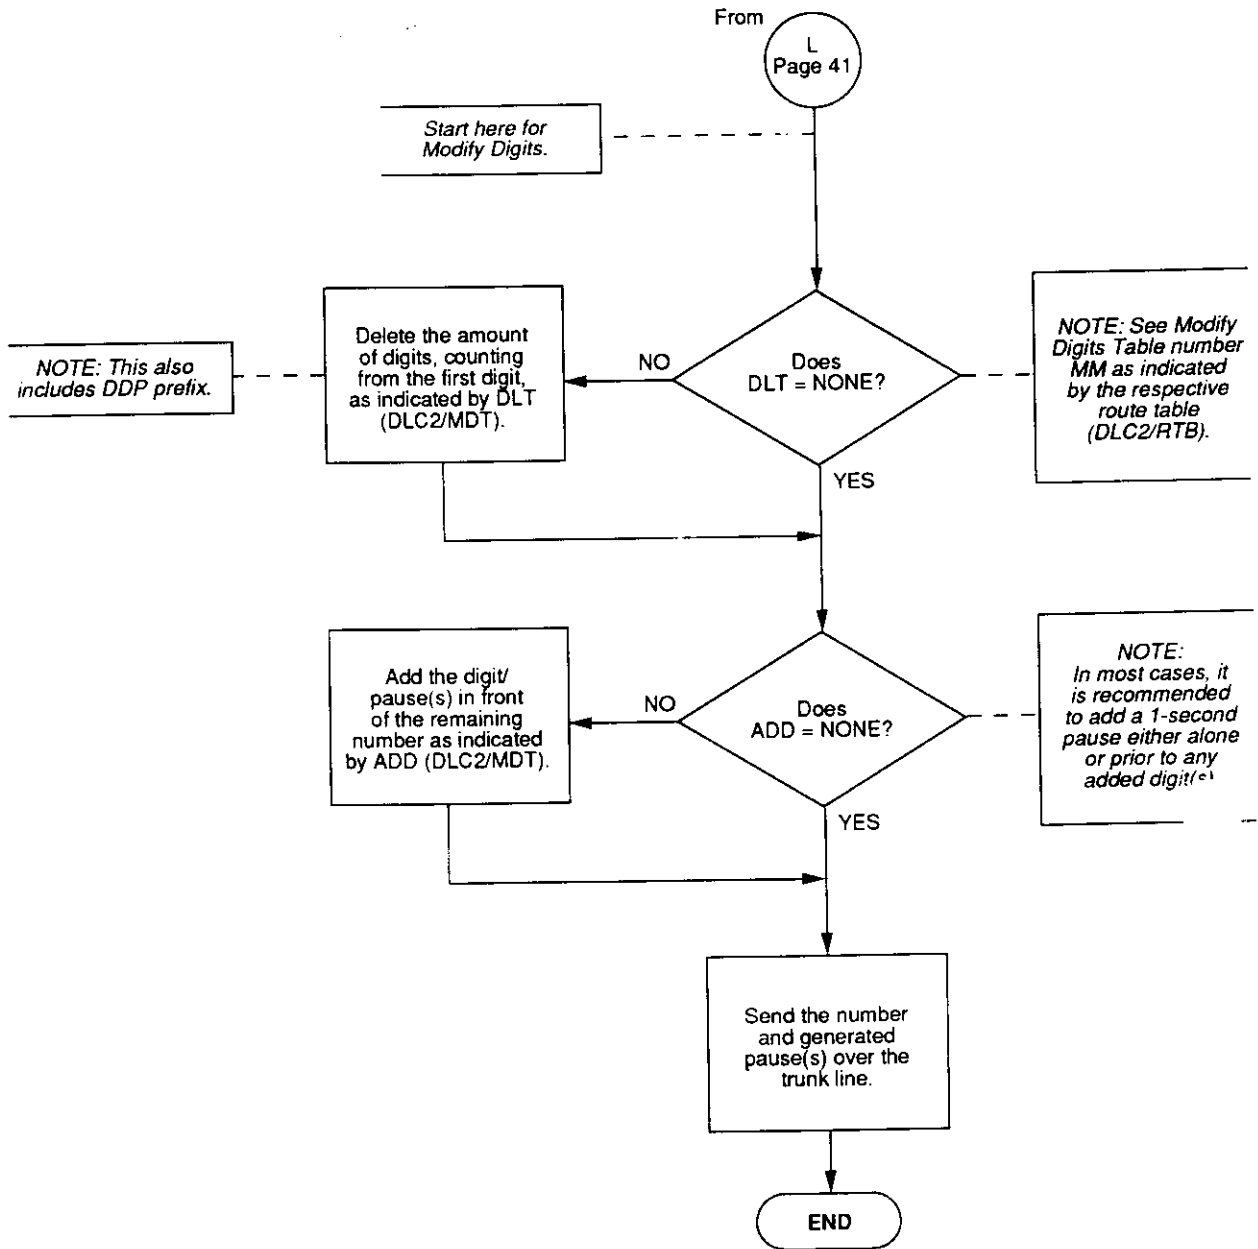 From
L
Page 41
Start here for
Modify Digits.
NOTE: This also
includes DDP prefix.
Delete the amount
of digits, counting
from the first digit,
as indicated by DLT
(DLC2/MDT).
NO
Does
DLT = NONE?
YES
NOTE: See Modify
Digits Table number
MM as indicated
by the respective
route table
(DLC2/RTB).
Add the digit/
pause(s) in front
of the remaining
number as indicated
by ADD (DLC2/MDT).
NO
Does
ADD = NONE?
YES
NOTE:
In most cases, it
is recommended
to add a 1-second
pause either alone
or prior to any
added digit(s)
Send the number
and generated
pause(s) over the
trunk line.
END